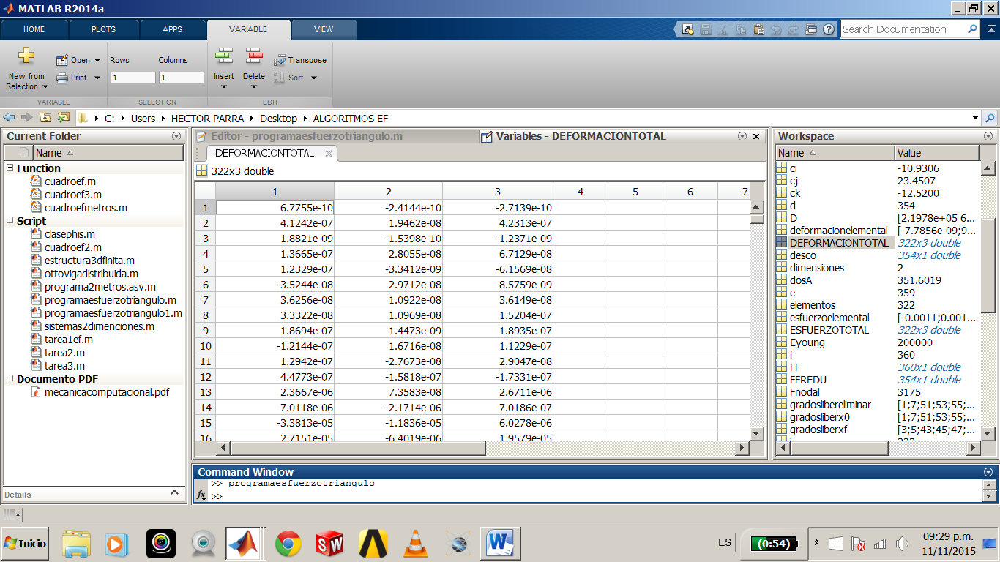 MATLAB R2014a
HOME PLOTS APPS VARIABLE VIEW
Search Documentation
New from Selection
Open
Print
Rows Columns
1 1
Insert Delete
Transpose
Sort
VARIABLE SELECTION EDIT
C: Users HECTOR PARRA Desktop ALGORITMOS EF
Current Folder
Name
Function
cuadroef.m
cuadroef3.m
cuadroefmetros.m
Script
clasephis.m
cuadroef2.m
estructura3dfinita.m
ottovigadistribuida.m
programa2metros.asv.m
programaesfuerzotriangulo.m
programaesfuerzotriangulo1.m
sistemas2dimenciones.m
tarea1ef.m
tarea2.m
tarea3.m
Documento PDF
mecanicacomputacional.pdf
Details
Editor - programaesfuerzotriangulo.m
Variables - DEFORMACIONTOTAL
DEFORMACIONTOTAL
322x3 double
1 2 3 4 5 6 7
1 6.7755e-10 -2.4144e-10 -2.7139e-10
2 4.1242e-07 1.9462e-08 4.2313e-07
3 1.8821e-09 -1.5398e-10 -1.2371e-09
4 1.3665e-07 2.8055e-08 6.7129e-08
5 1.2329e-07 -3.3412e-09 -6.1569e-08
6 -3.5244e-08 2.9712e-08 8.5759e-09
7 3.6256e-08 1.0922e-08 3.6149e-08
8 3.3322e-08 1.0969e-08 1.5204e-07
9 1.8694e-07 1.4473e-09 1.8935e-07
10 -1.2144e-07 1.6716e-08 1.1229e-07
11 1.2942e-07 -2.7673e-08 2.9047e-08
12 4.4773e-07 -1.5818e-07 -1.7331e-07
13 2.3667e-06 7.3583e-08 2.6711e-06
14 7.0118e-06 -2.1714e-06 7.0186e-07
15 -3.3813e-05 -1.1836e-05 6.0278e-06
16 2.7151e-05 -6.4019e-06 1.9579e-05
Workspace
Name Value
ci -10.9306
cj 23.4507
ck -12.5200
d 354
D [2.1978e+05 6...
deformacionelemental [-7.7856e-09;9...
DEFORMACIONTOTAL 322x3 double
desco 354x1 double
dimensiones 2
dosA 351.6019
e 359
elementos 322
esfuerzoelemental [-0.0011;0.001...
ESFUERZOTOTAL 322x3 double
Eyoung 200000
f 360
FF 360x1 double
FFREDU 354x1 double
Fnodal 3175
gradoslibereliminar [1;7;51;53;55;...
gradosliberx0 [1;7;51;53;55;...
gradosliberxf [3;5;43;45;47;...
Command Window
>> programaesfuerzotriangulo
fx >>
Inicio
ES
(0:54)
09:29 p.m.
11/11/2015